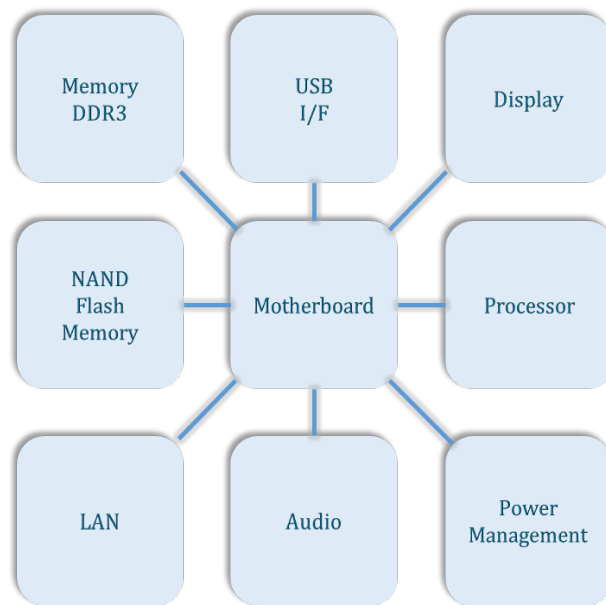 Memory
DDR3
USB
I/F
Display
NAND
Flash
Memory
Motherboard
Processor
LAN
Audio
Power
Management